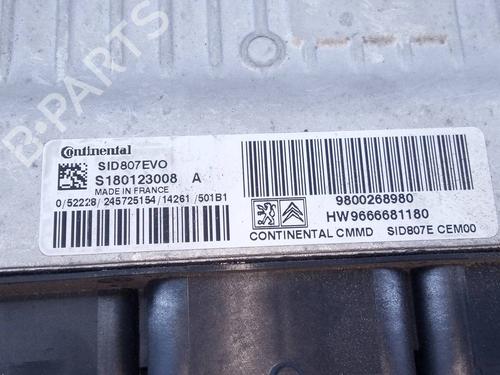 B-PARTS
Continental
SID807EVO
S180123008 A
MADE IN FRANCE
0/52228/245725154/14261/501B1
9800268980
HW9666681180
CONTINENTAL CMMD SID807E CEM00